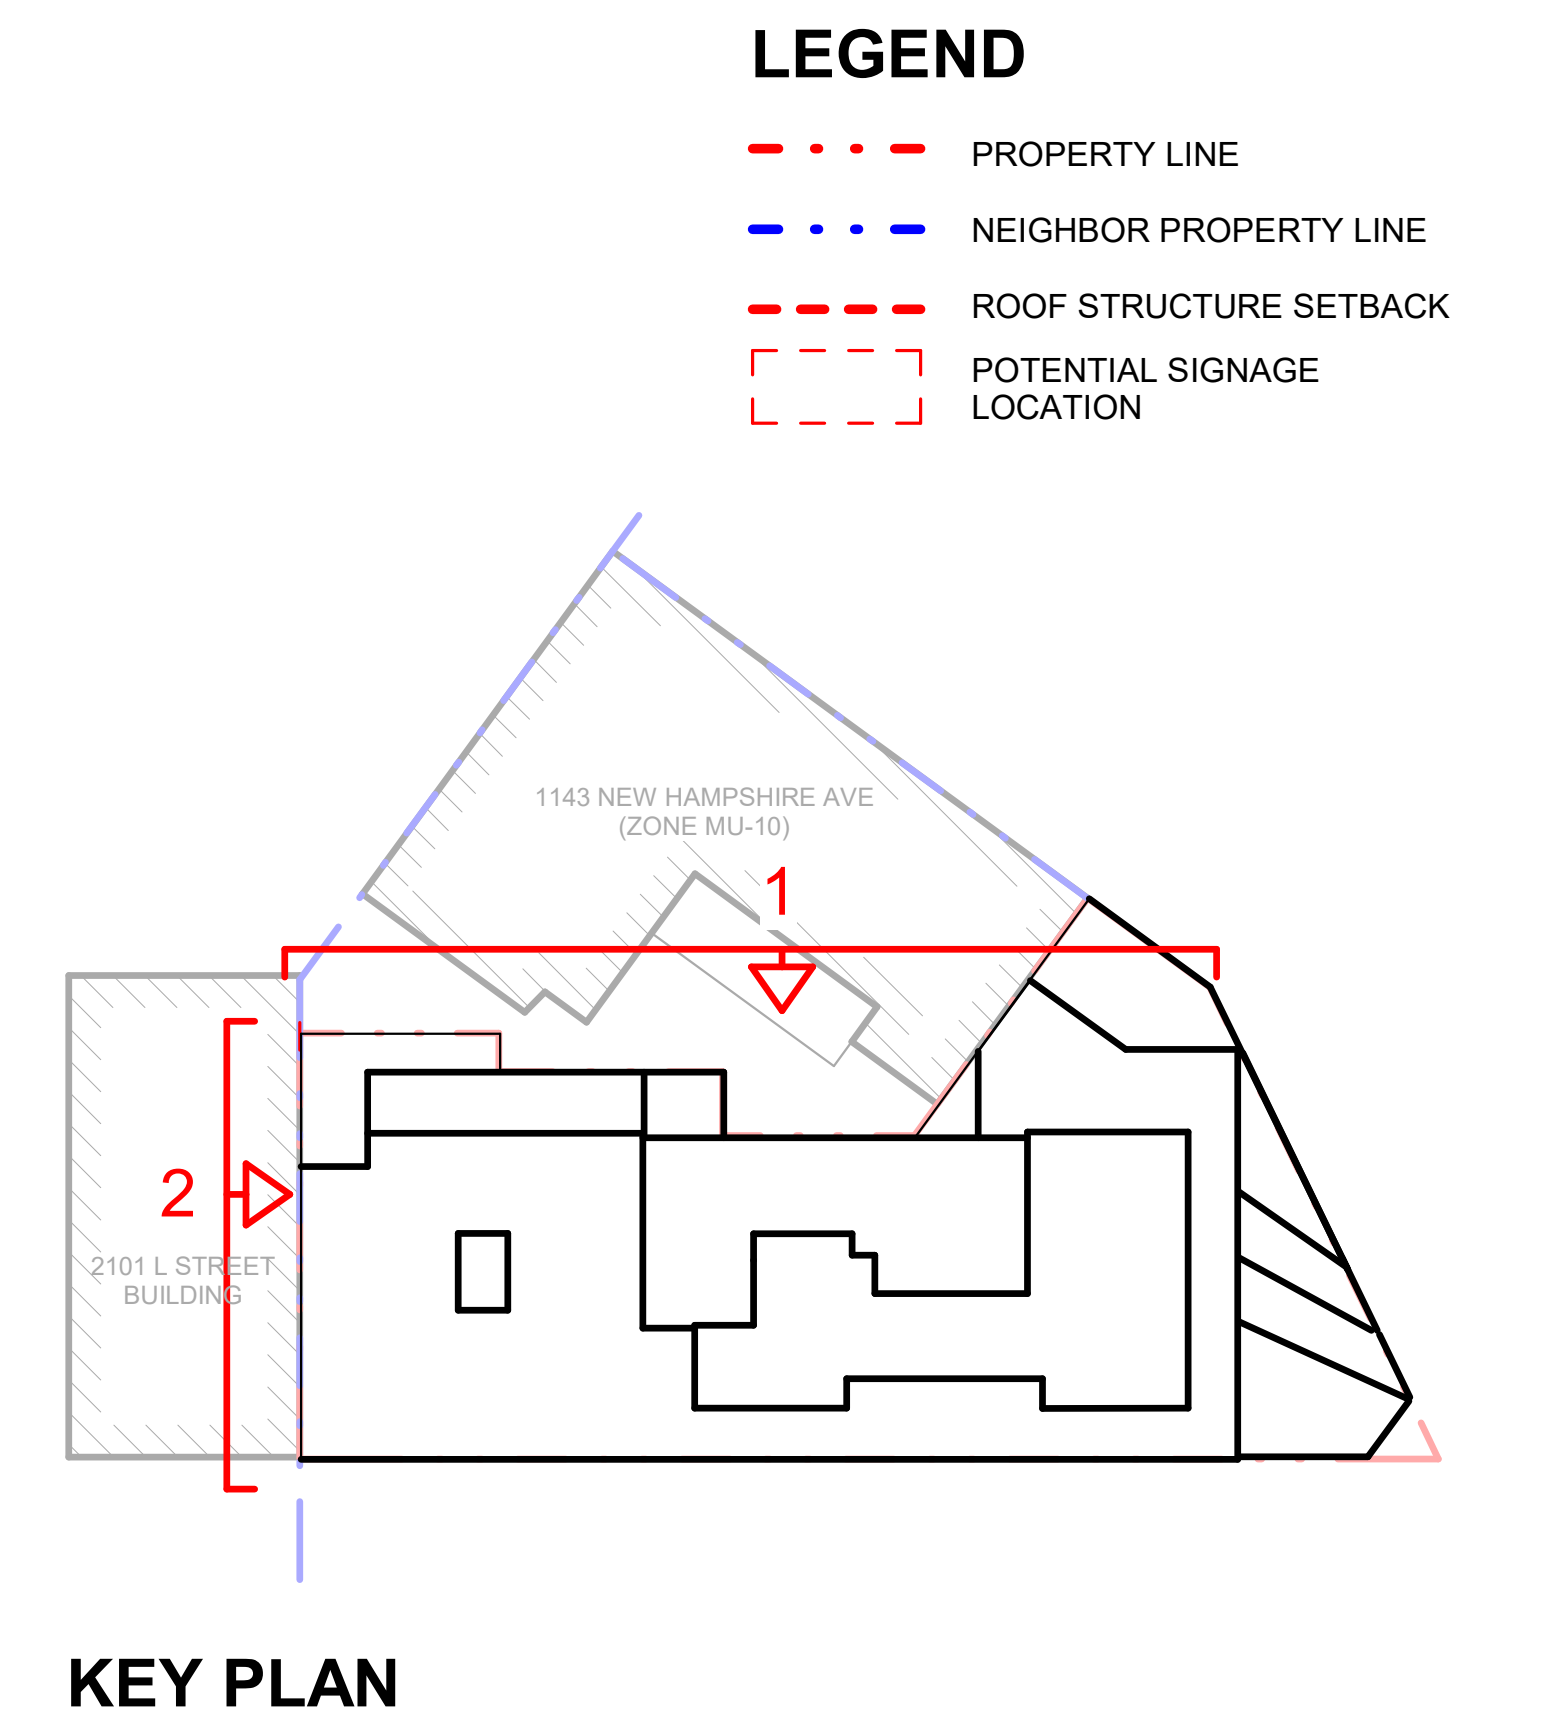 LEGEND
PROPERTY LINE
NEIGHBOR PROPERTY LINE
ROOF STRUCTURE SETBACK
POTENTIAL SIGNAGE
LOCATION
1143 NEW HAMPSHIRE AVE
(ZONE MU-10)
1
2
2101 L STREET
BUILDING
KEY PLAN